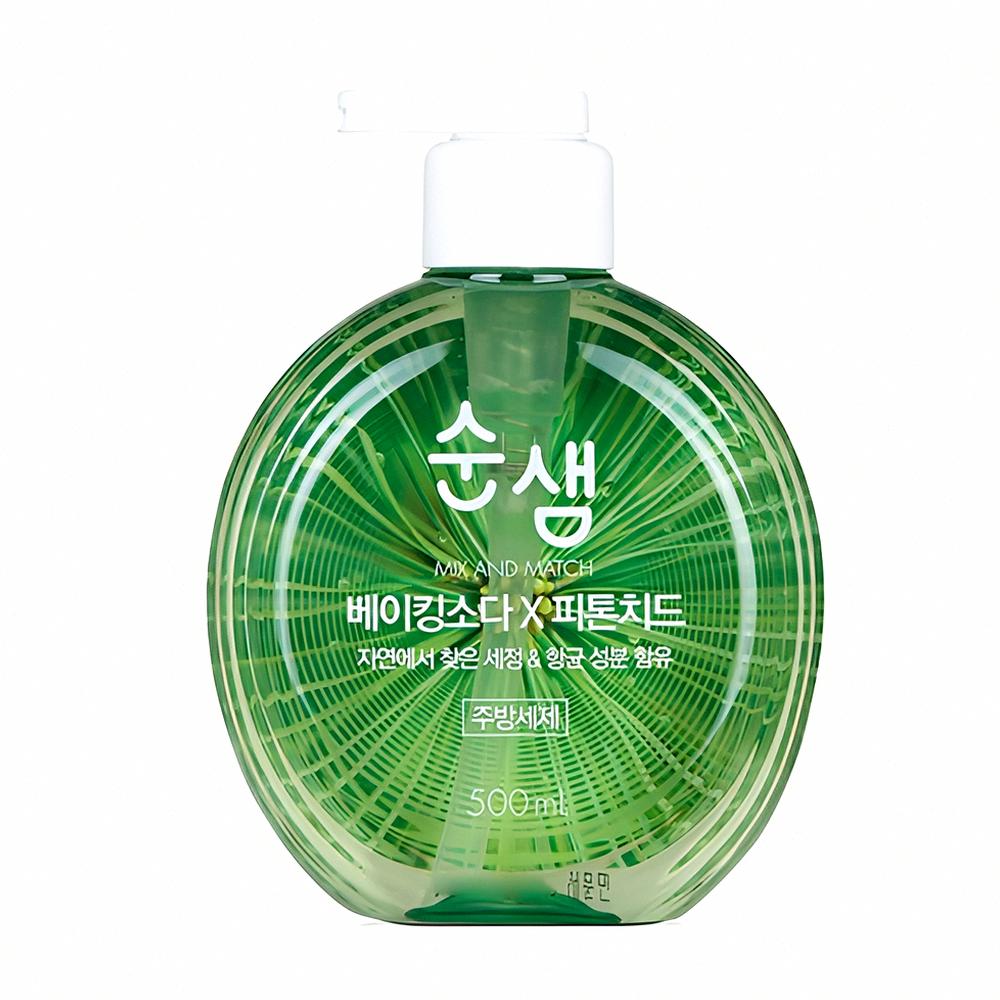 순샘
MIX AND MATCH
베이킹소다 X 피톤치드
자연에서 찾은 세정 & 항균 성분 함유
주방세제
500ml